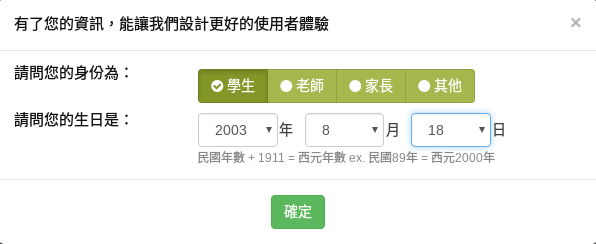 有了您的資訊，能讓我們設計更好的使用者體驗 ×
請問您的身份為： 學生 老師 家長 其他
請問您的生日是： 2003 年 8 月 18 日
民國年數 + 1911 = 西元年數 ex. 民國89年 = 西元2000年
確定